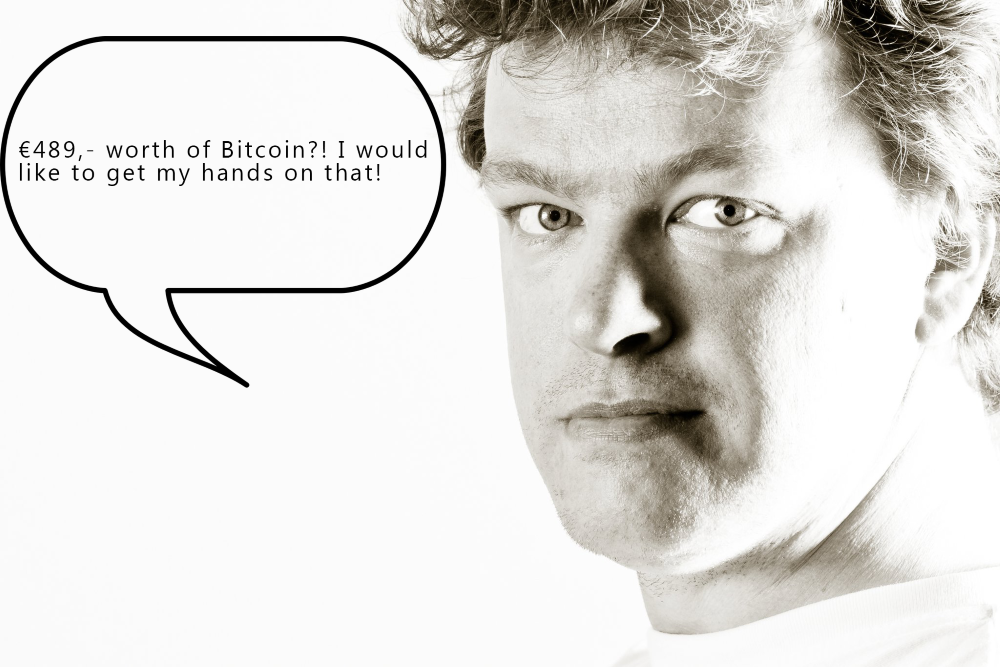 €489,- worth of Bitcoin?! I would
like to get my hands on that!